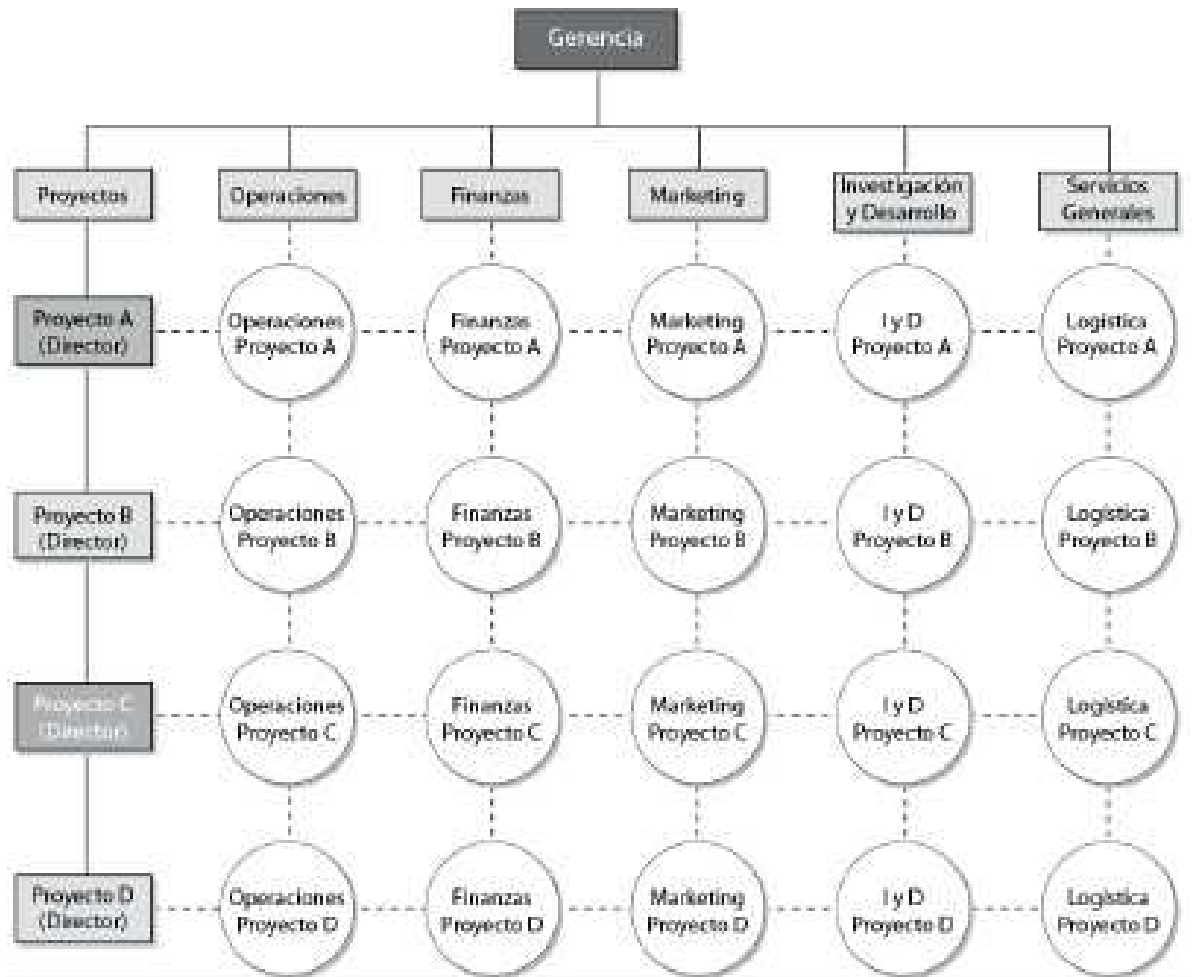 Gerencia
Proyectos
Operaciones
Finanzas
Marketing
Investigación
y Desarrollo
Servicios
Generales
Proyecto A
(Director)
Operaciones
Proyecto A
Finanzas
Proyecto A
Marketing
Proyecto A
I y D
Proyecto A
Logística
Proyecto A
Proyecto B
(Director)
Operaciones
Proyecto B
Finanzas
Proyecto B
Marketing
Proyecto B
I y D
Proyecto B
Logística
Proyecto B
Proyecto C
(Director)
Operaciones
Proyecto C
Finanzas
Proyecto C
Marketing
Proyecto C
I y D
Proyecto C
Logística
Proyecto C
Proyecto D
(Director)
Operaciones
Proyecto D
Finanzas
Proyecto D
Marketing
Proyecto D
I y D
Proyecto D
Logística
Proyecto D